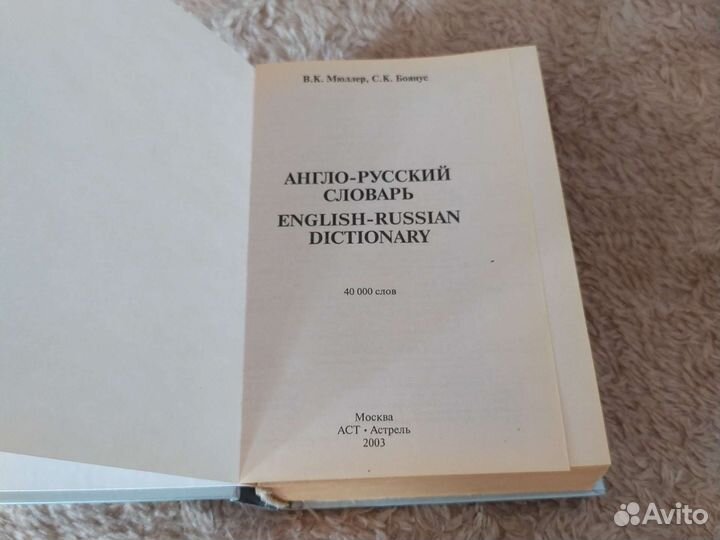 В.К. Мюллер, С.К. Боянус
АНГЛО-РУССКИЙ
СЛОВАРЬ
ENGLISH-RUSSIAN
DICTIONARY
40 000 слов
Москва
АСТ • Астрель
2003
Avito